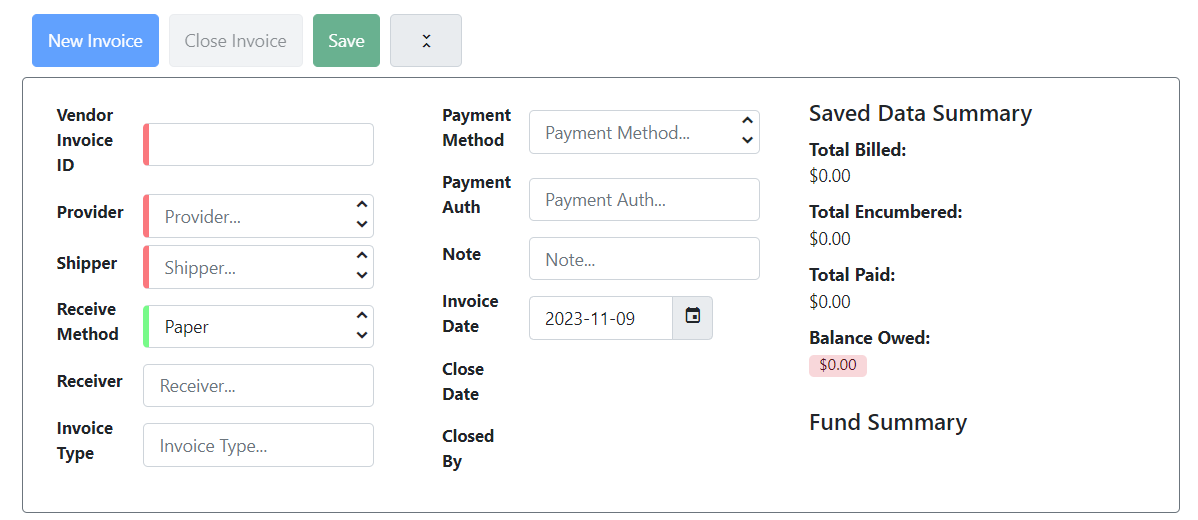 New Invoice Close Invoice Save
Vendor
Invoice
ID
Provider Provider...
Shipper Shipper...
Receive
Method
Paper
Receiver Receiver...
Invoice
Type
Invoice Type...
Payment
Method
Payment Method...
Payment
Auth
Payment Auth...
Note Note...
Invoice
Date
2023-11-09
Close
Date
Closed
By
Saved Data Summary
Total Billed:
$0.00
Total Encumbered:
$0.00
Total Paid:
$0.00
Balance Owed:
$0.00
Fund Summary